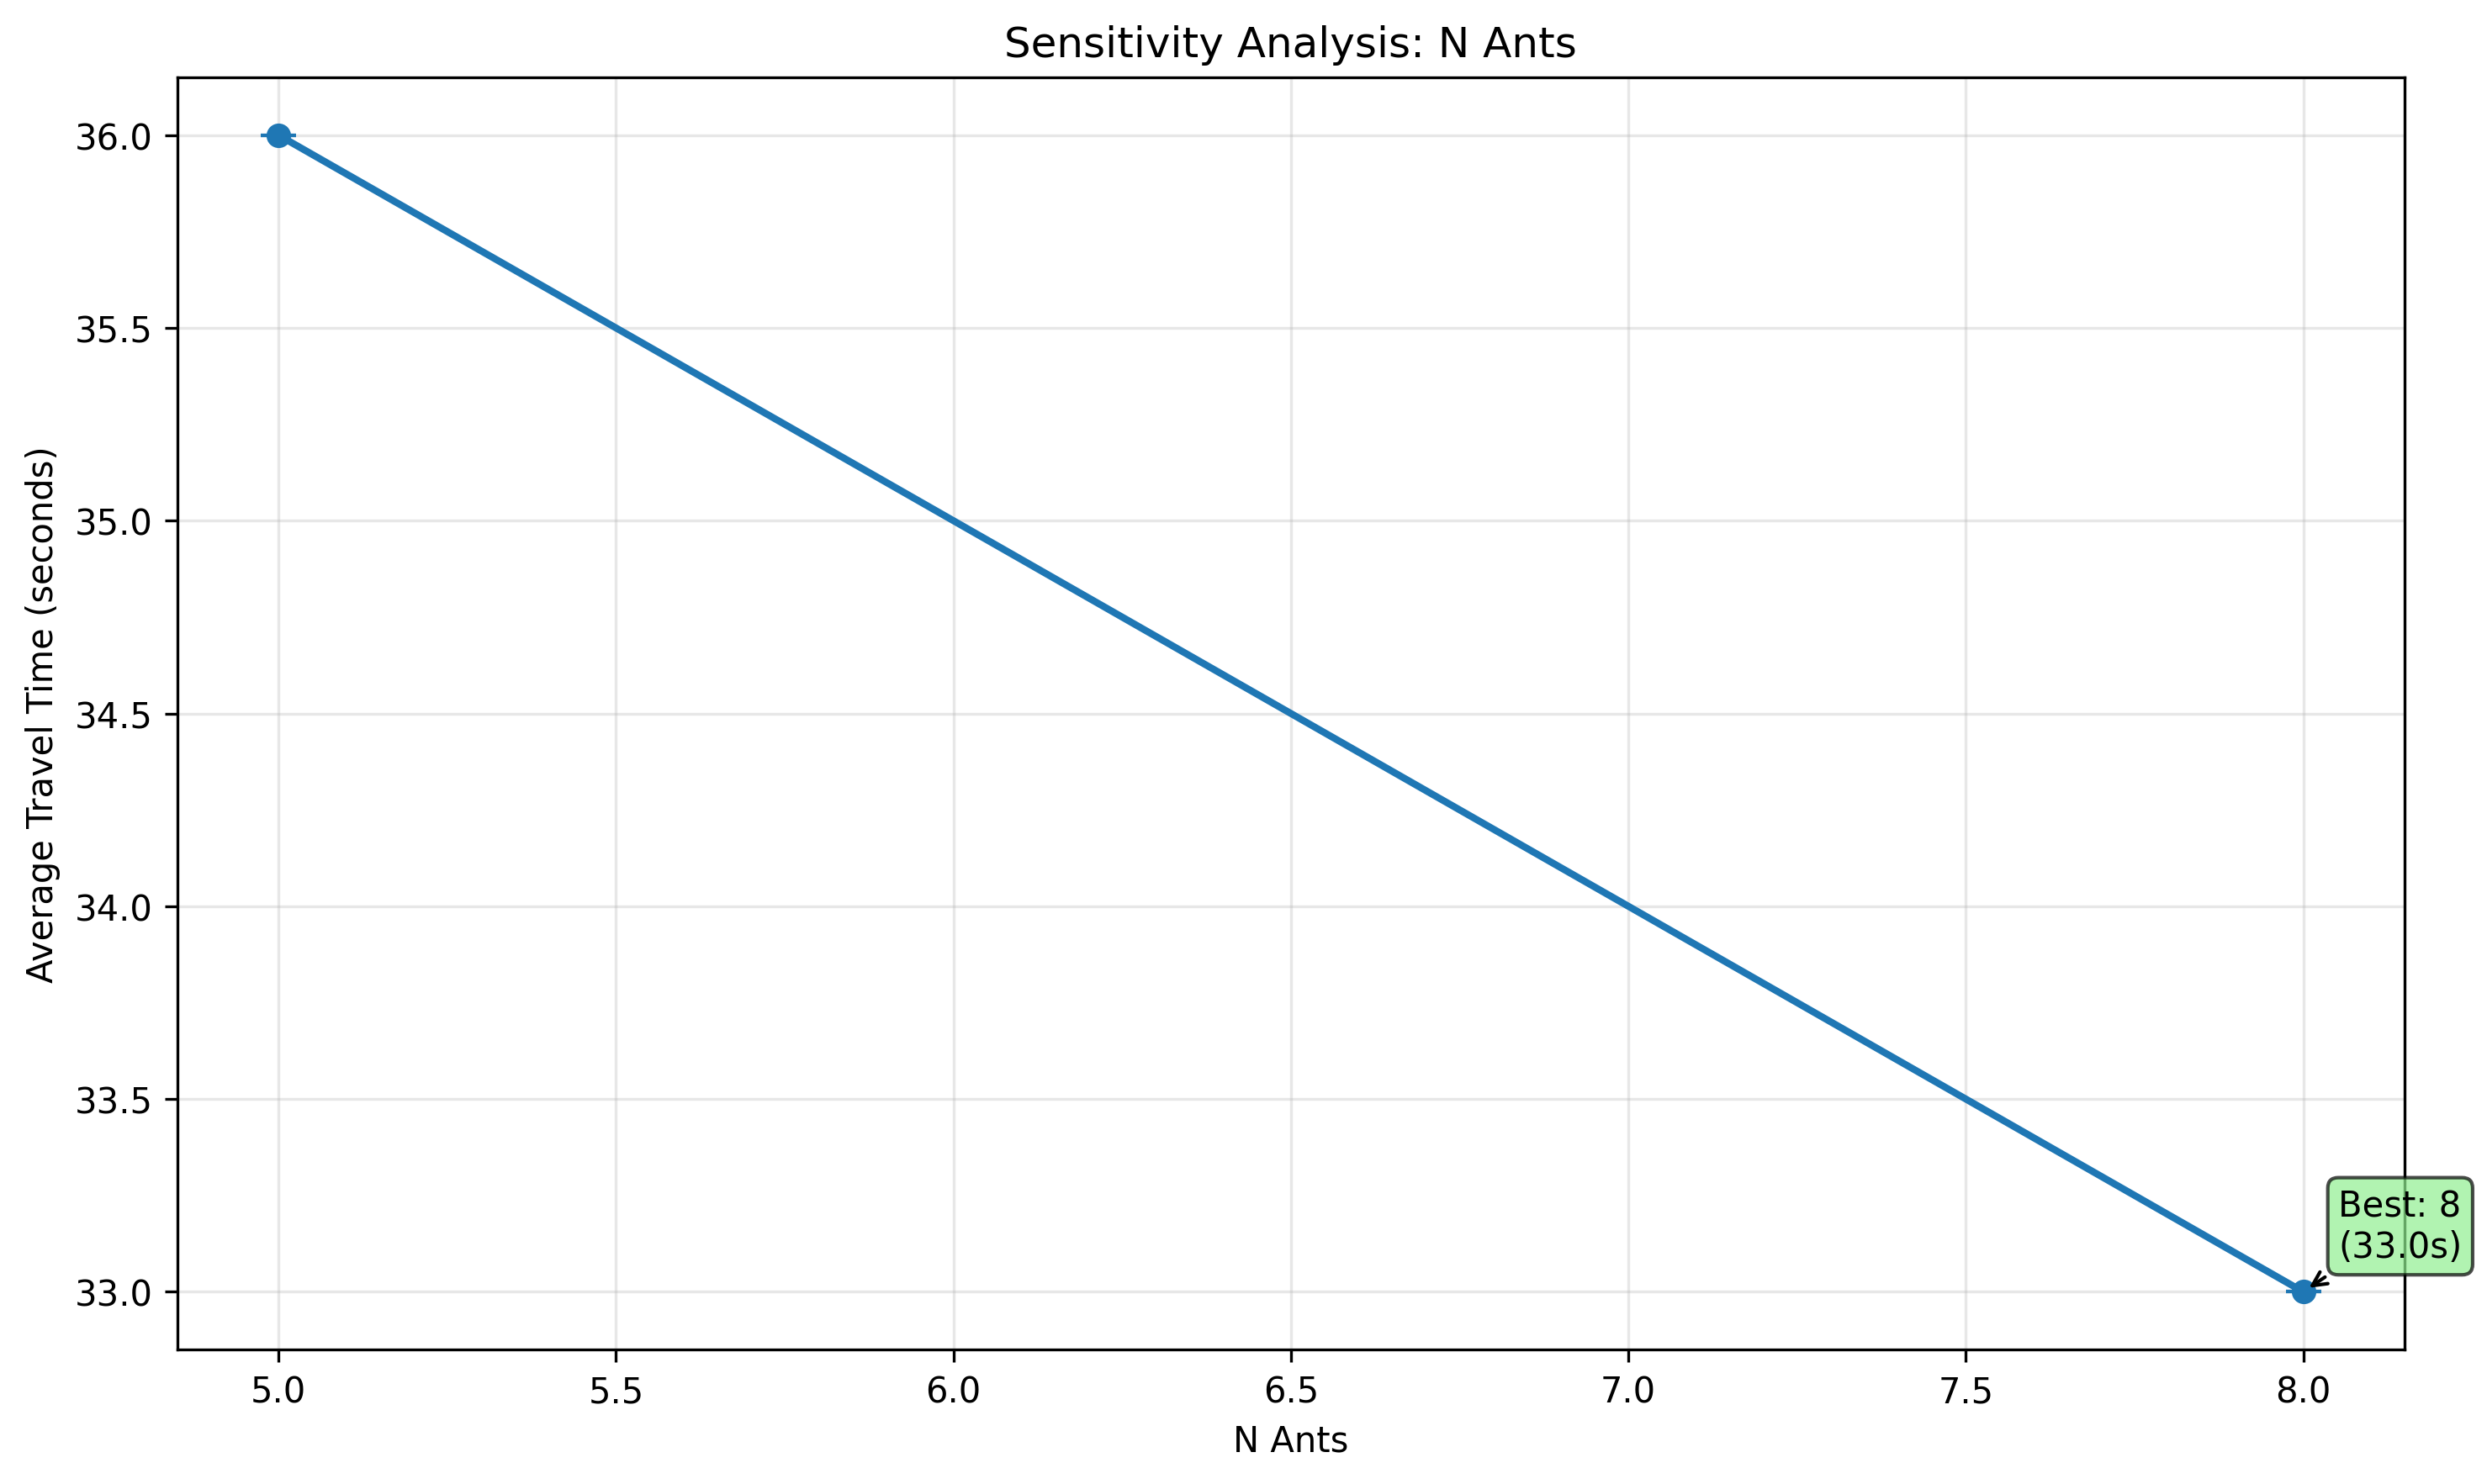 Sensitivity Analysis: N Ants
Average Travel Time (seconds)
36.0
35.5
35.0
34.5
34.0
33.5
33.0
Best: 8
(33.0s)
5.0
5.5
6.0
6.5
7.0
7.5
8.0
N Ants